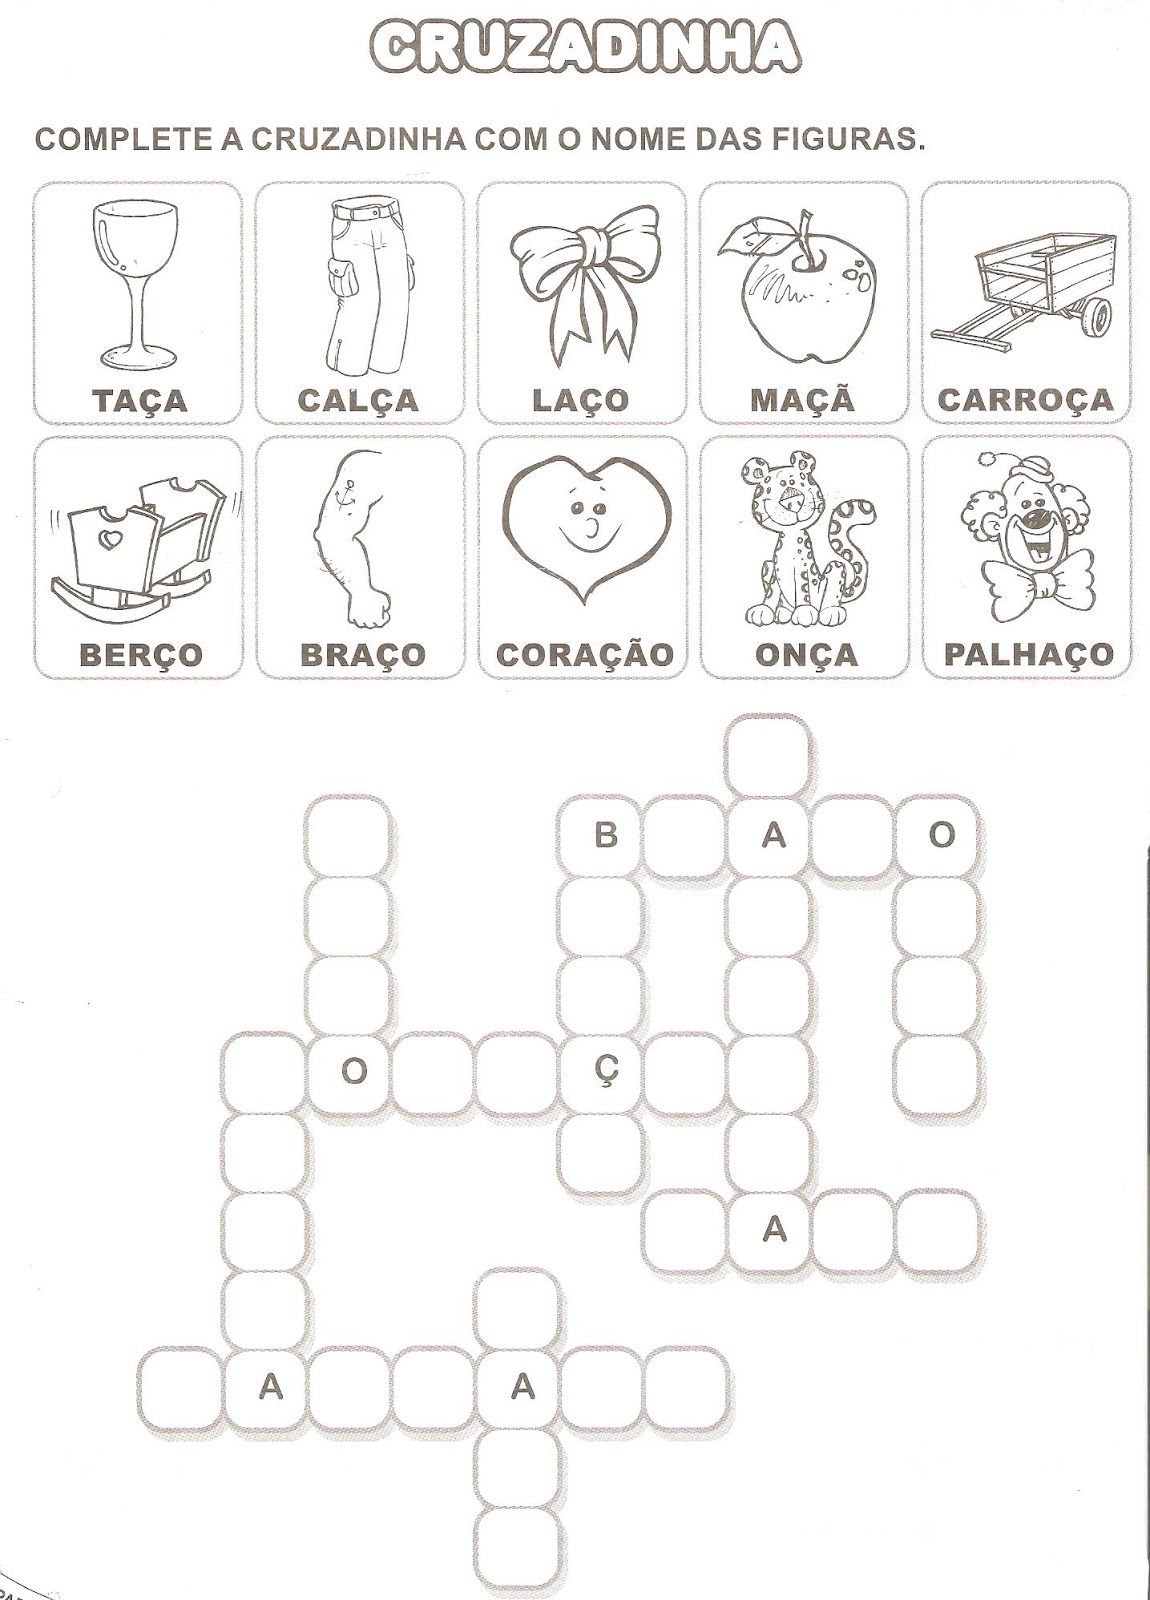 CRUZADINHA
COMPLETE A CRUZADINHA COM O NOME DAS FIGURAS.
TAÇA CALÇA LAÇO MAÇÃ CARROÇA
BERÇO BRAÇO CORAÇÃO ONÇA PALHAÇO
B A O
O Ç
A
A A